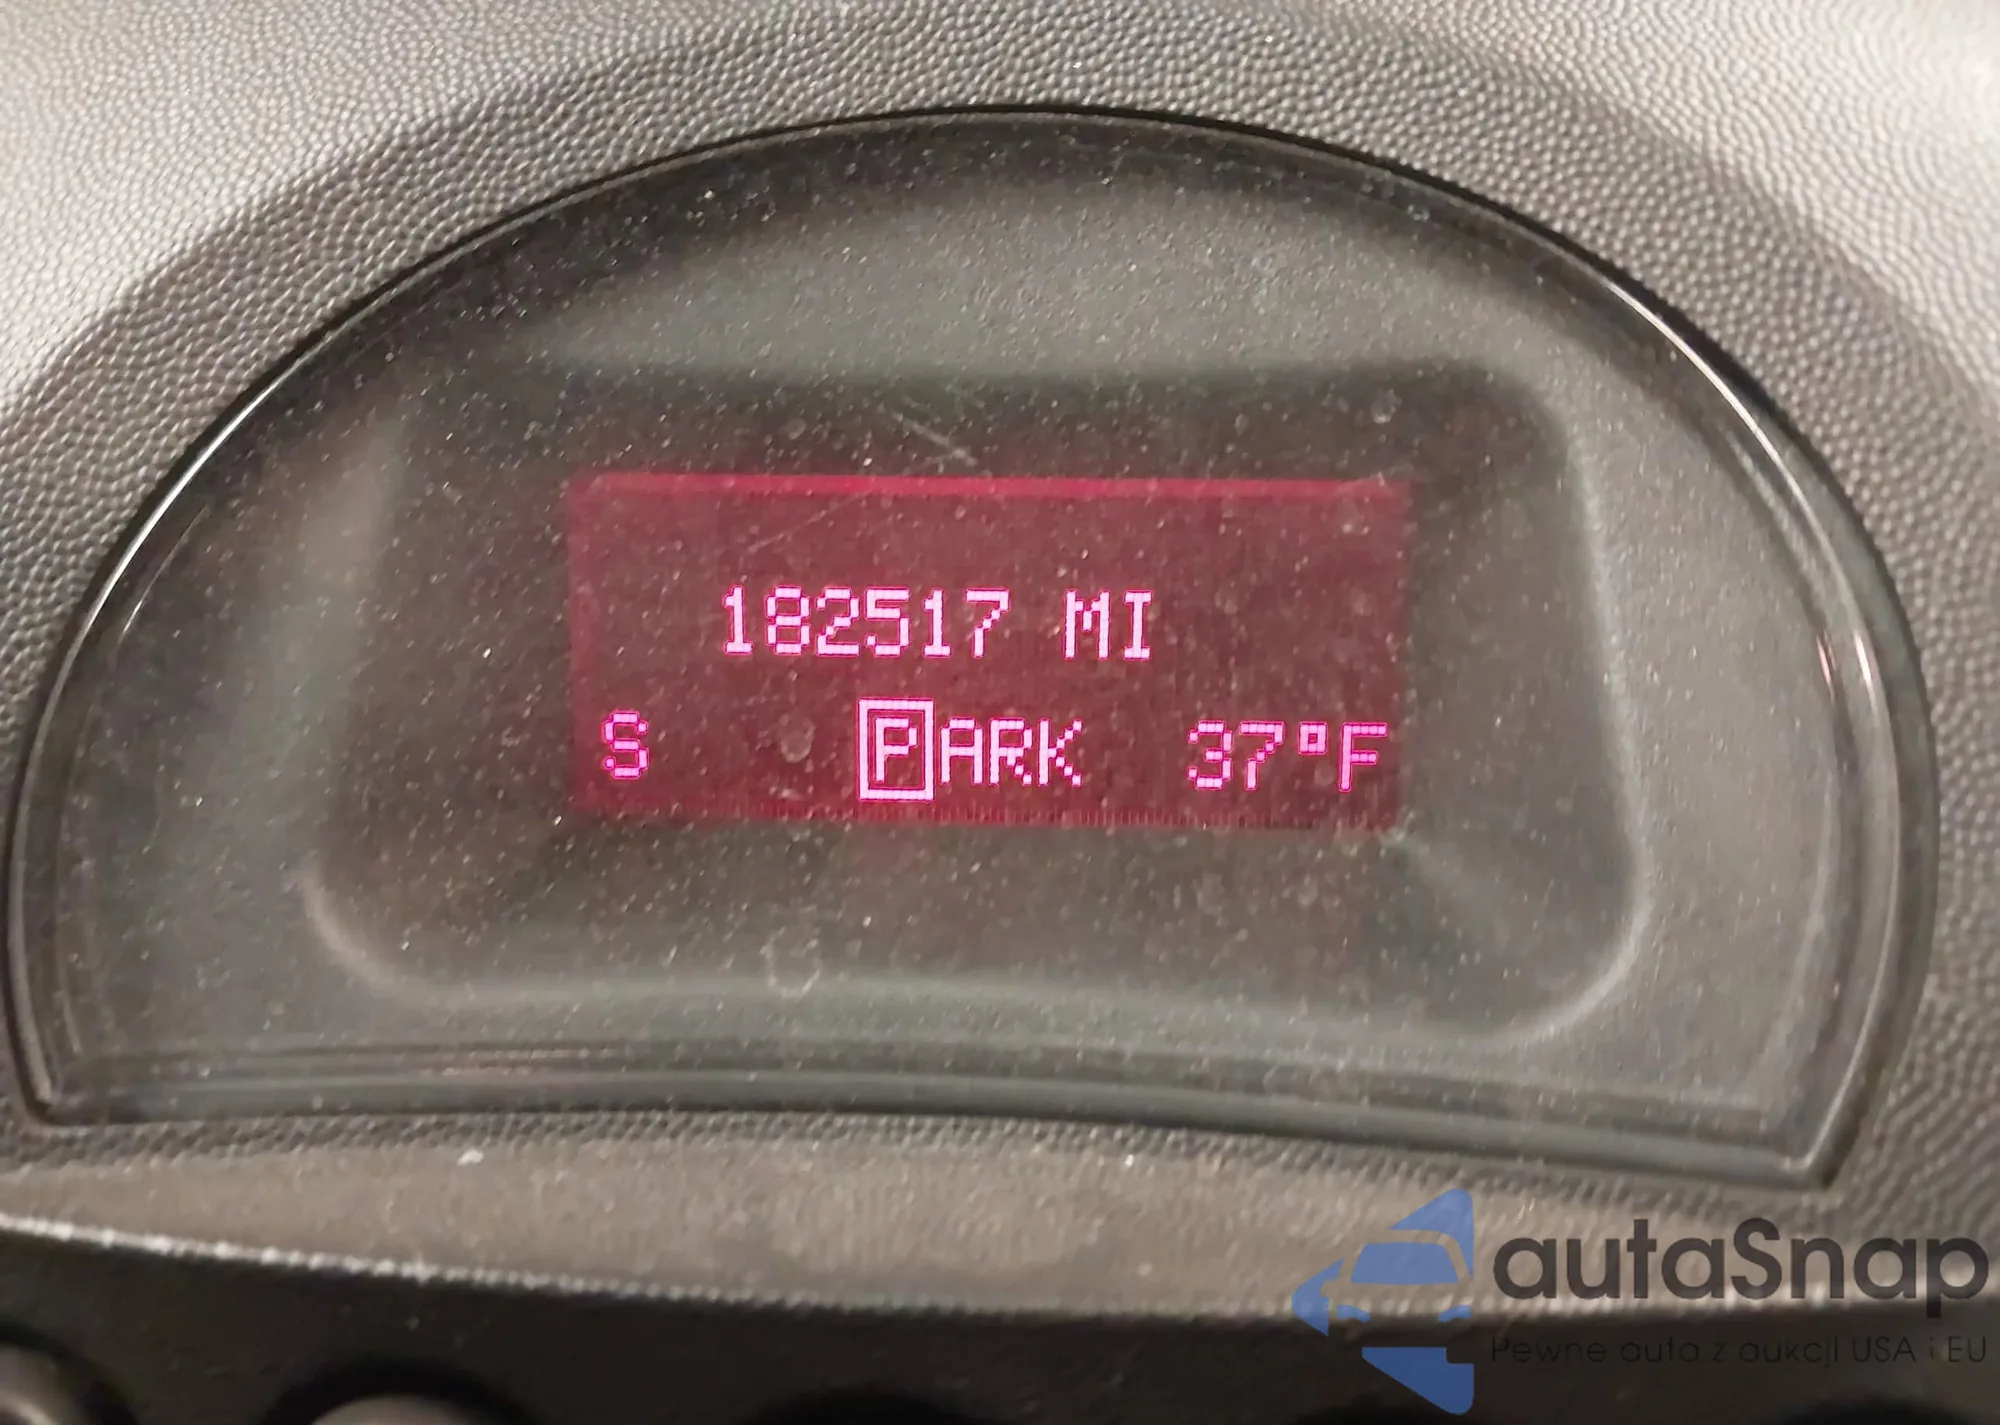 182517 MI
S PARK 37°F
autaSnap
Pewne auta z aukcji USA i EU